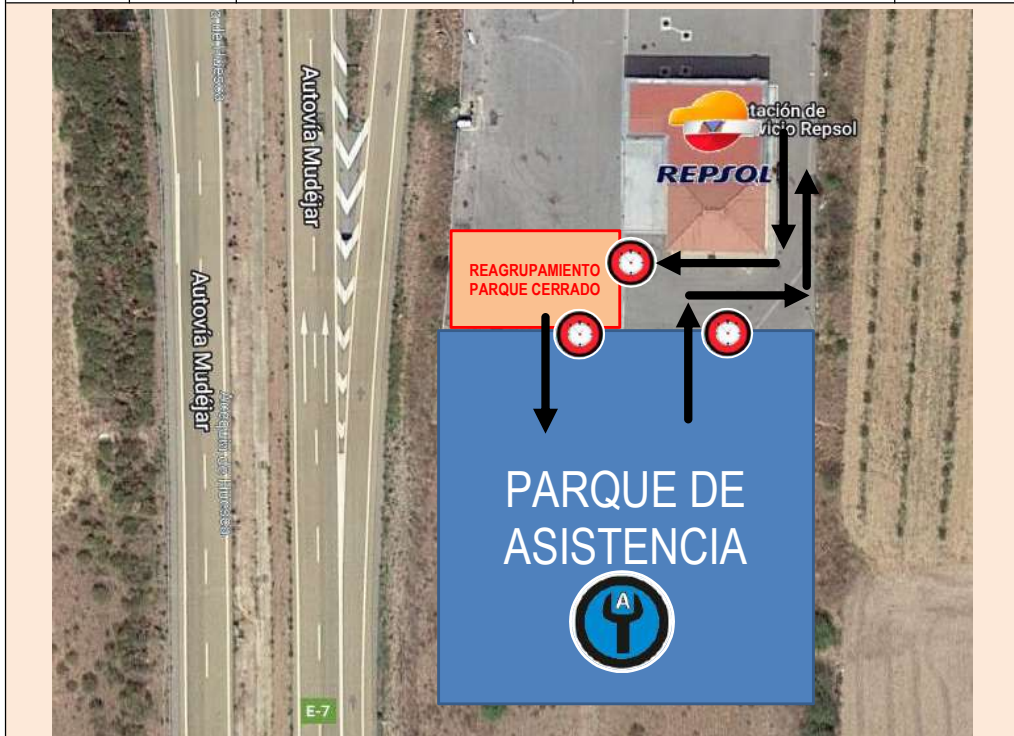 Autovía Mudéjar
Autovía Mudéjar
tación de
vicio Repsol
REPSOL
REAGRUPAMIENTO
PARQUE CERRADO
PARQUE DE
ASISTENCIA
A
E-7